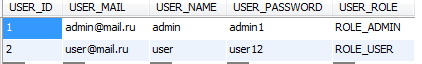 USER_ID USER_MAIL USER_NAME USER_PASSWORD USER_ROLE
1 admin@mail.ru admin admin1 ROLE_ADMIN
2 user@mail.ru user user12 ROLE_USER